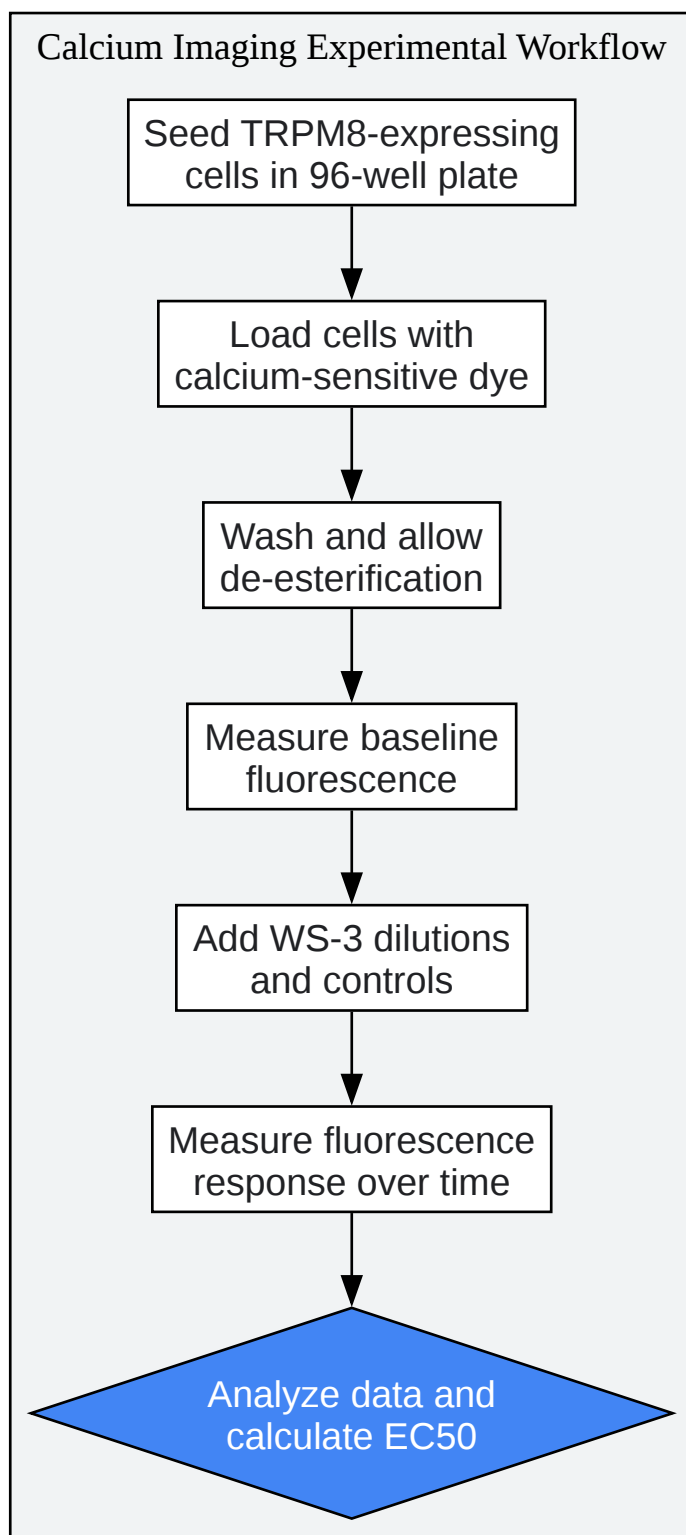 Calcium Imaging Experimental Workflow
Seed TRPM8-expressing
cells in 96-well plate
Load cells with
calcium-sensitive dye
Wash and allow
de-esterification
Measure baseline
fluorescence
Add WS-3 dilutions
and controls
Measure fluorescence
response over time
Analyze data and
calculate EC50